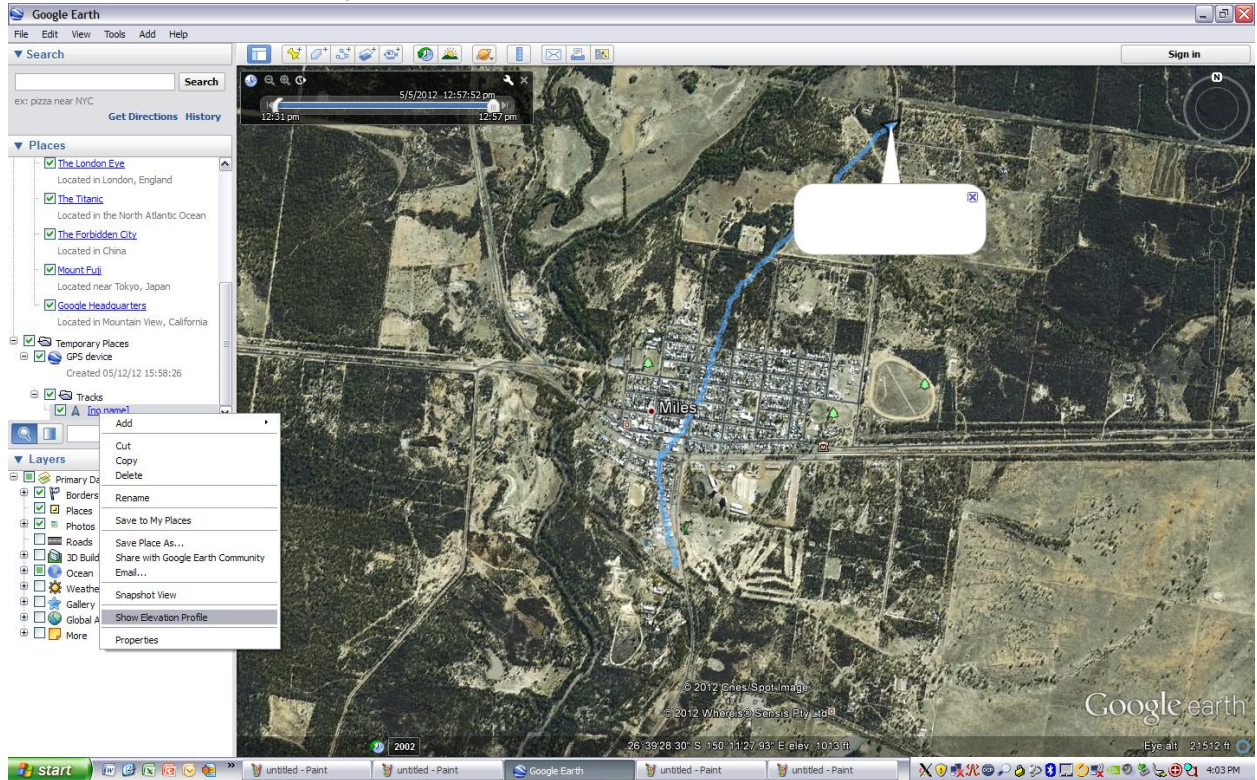 Google Earth
File Edit View Tools Add Help
Search
Sign in
Search
ex: pizza near NYC
Get Directions History
5/5/2012 12:57:52 pm
12:31 pm 12:57 pm
N
Places
The London Eye
Located in London, England
The Titanic
Located in the North Atlantic Ocean
The Forbidden City
Located in China
Mount Fuji
Located near Tokyo, Japan
Google Headquarters
Located in Mountain View, California
Temporary Places
GPS device
Created 05/12/12 15:58:26
Tracks
[no name]
Add
Cut
Copy
Delete
Rename
Save to My Places
Save Place As...
Share with Google Earth Community
Email...
Snapshot View
Show Elevation Profile
Properties
Layers
Primary Da
Borders
Places
Photos
Roads
3D Build
Ocean
Weathe
Gallery
Global A
More
Miles
© 2012 Cnes/Spot Image
© 2012 Whereis® Sensis Pty Ltd
Google earth
2002
26°39'28.30" S 150°11'27.93" E elev 1013 ft
Eye alt 21512 ft
start
untitled - Paint
untitled - Paint
Google Earth
untitled - Paint
untitled - Paint
4:03 PM